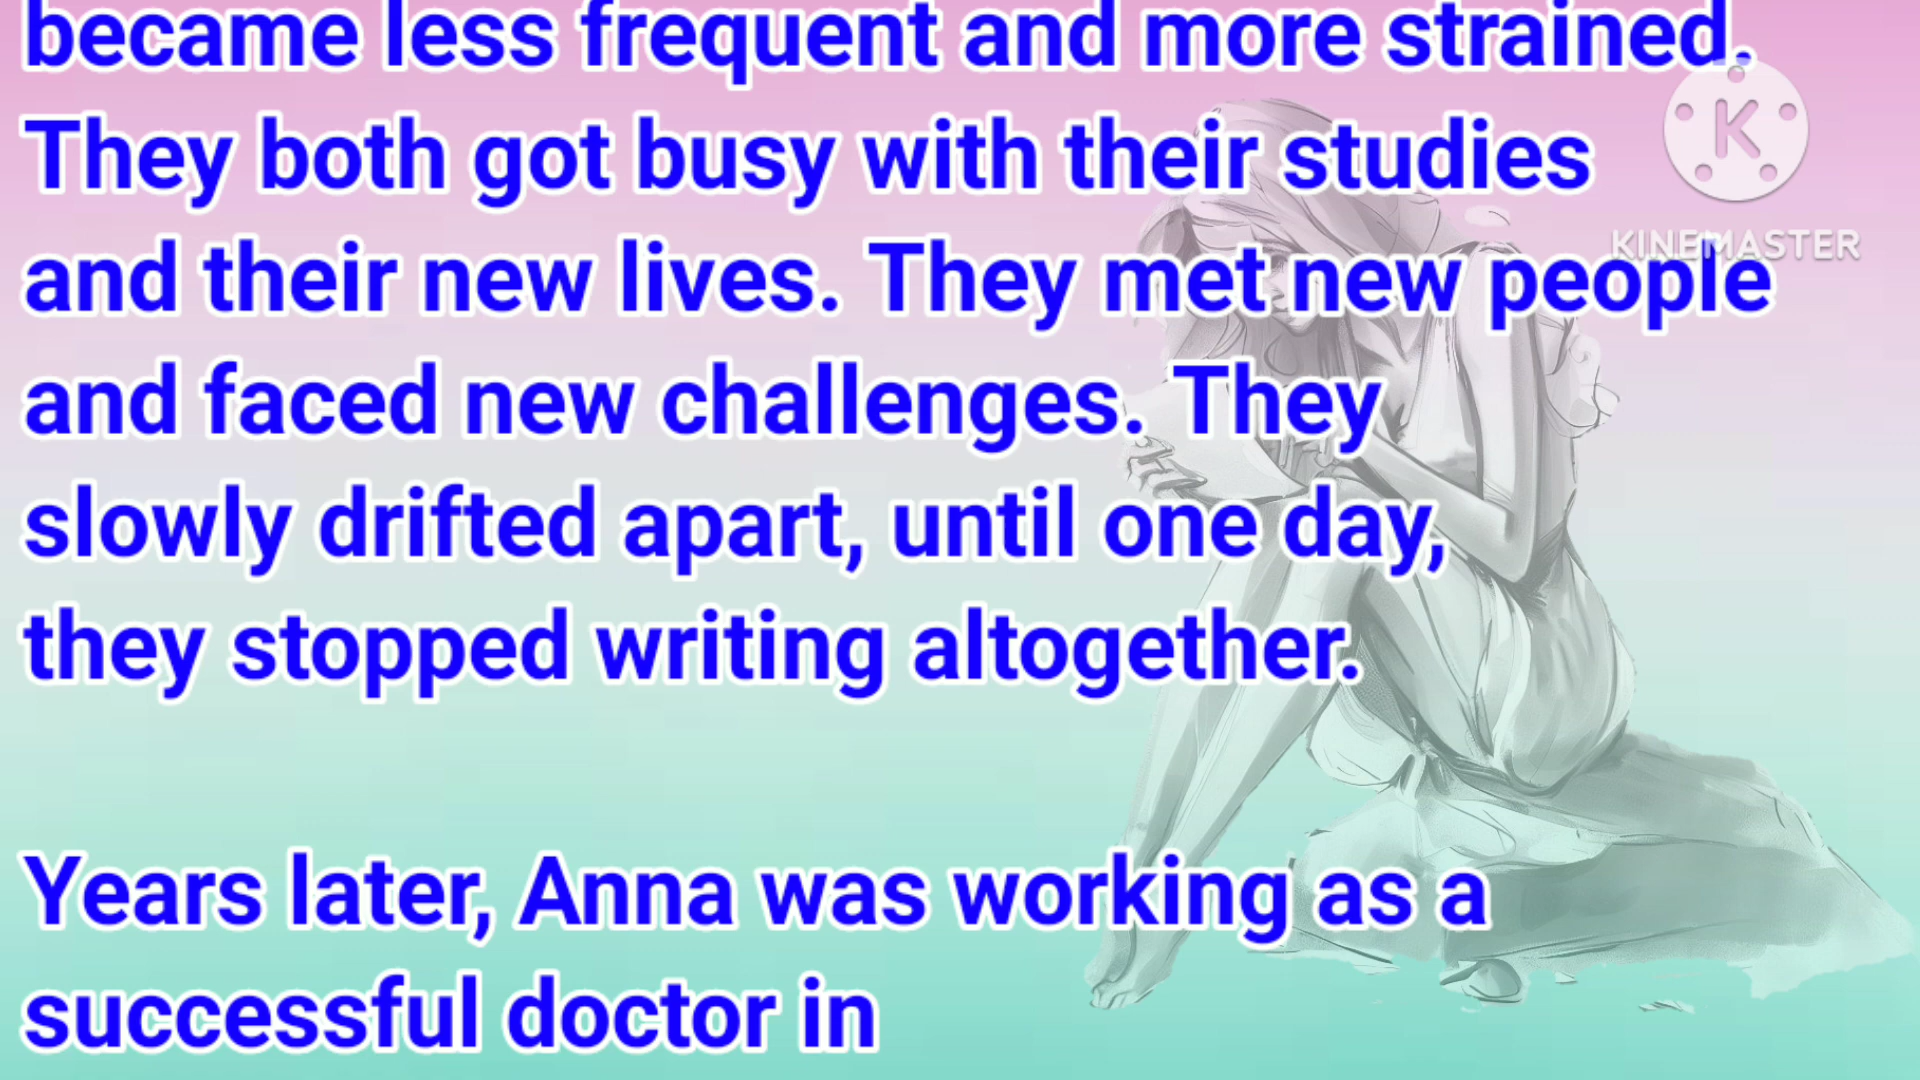 became less frequent and more strained.
They both got busy with their studies
and their new lives. They met new people
and faced new challenges. They
slowly drifted apart, until one day,
they stopped writing altogether.
Years later, Anna was working as a
successful doctor in
K
KINEMASTER